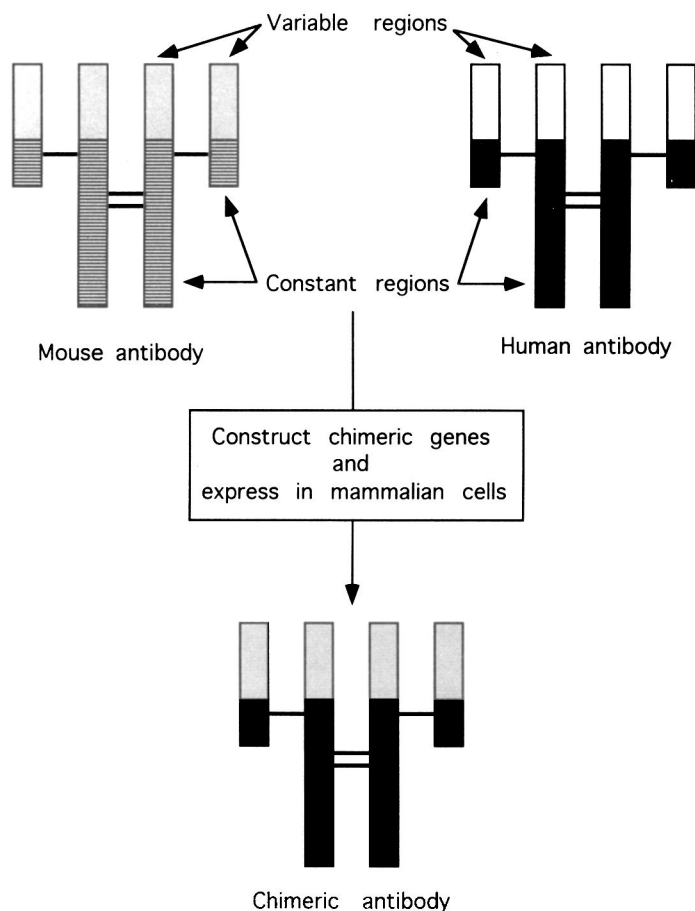 Variable regions
Constant regions
Mouse antibody
Human antibody
Construct chimeric genes
and
express in mammalian cells
Chimeric antibody